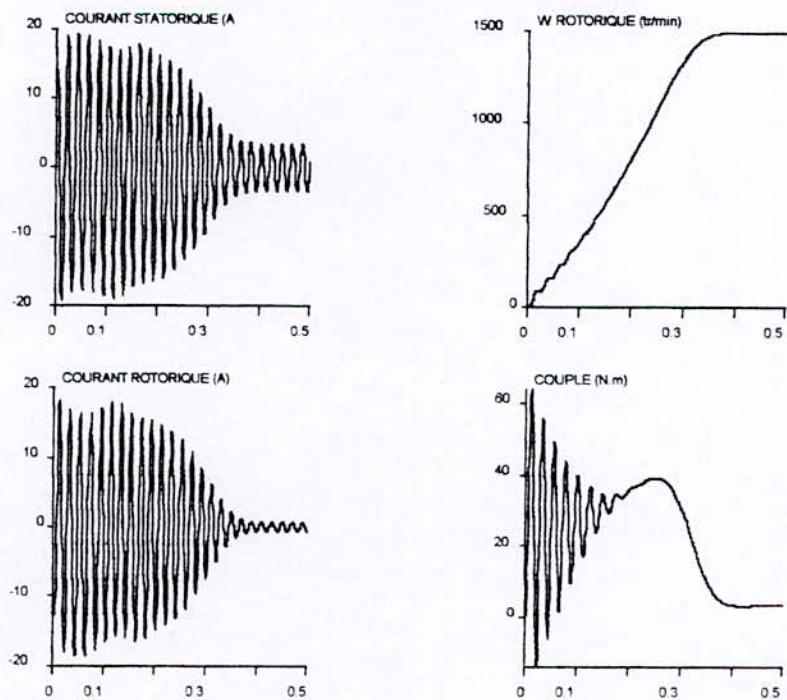 COURANT STATORIQUE (A
20
10
0
-10
-20
0 0.1 0.3 0.5
W ROTORIQUE (tr/min)
1500
1000
500
0
0 0.1 0.3 0.5
COURANT ROTORIQUE (A)
20
10
0
-10
-20
0 0.1 0.3 0.5
COUPLE (N.m)
60
40
20
0
0 0.1 0.3 0.5